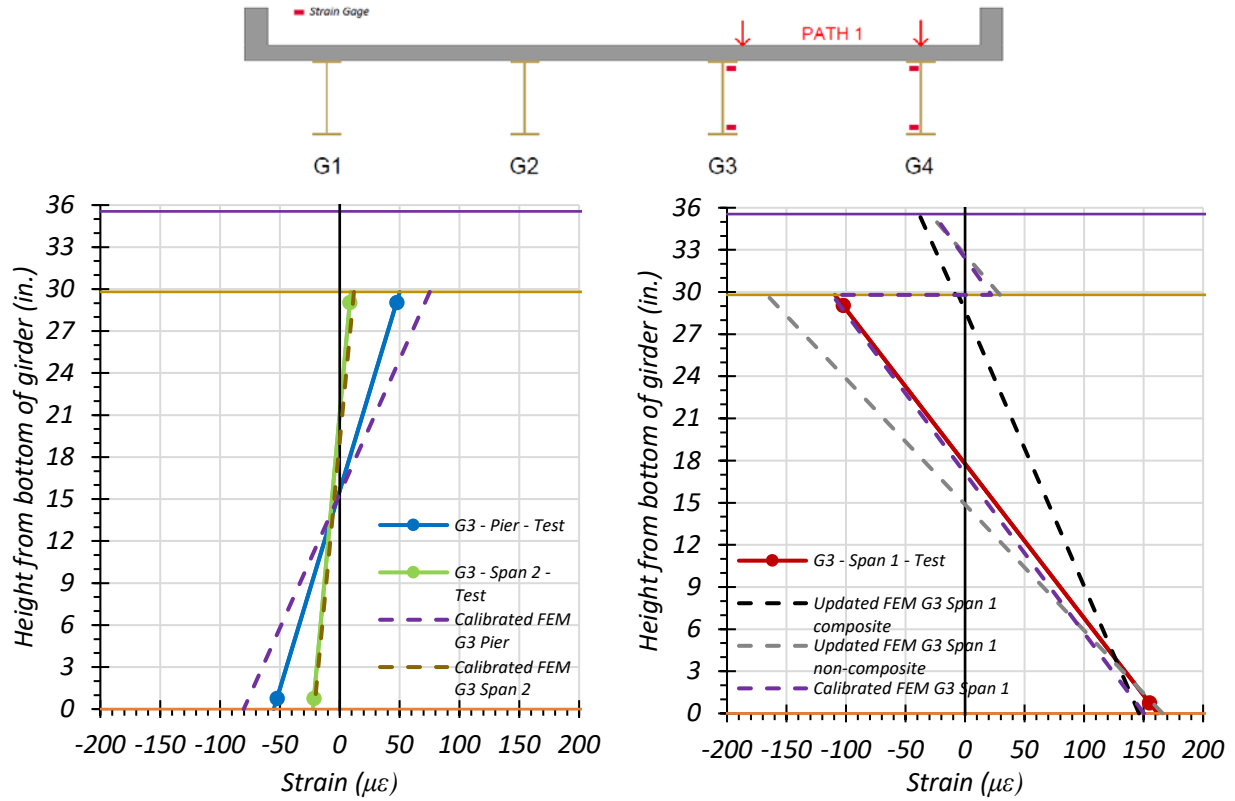 Strain Gage
PATH 1
G1
G2
G3
G4
Height from bottom of girder (in.)
36
33
30
27
24
21
18
15
12
9
6
3
0
-200 -150 -100 -50 0 50 100 150 200
Strain (με)
G3 - Pier - Test
G3 - Span 2 -
Test
Calibrated FEM
G3 Pier
Calibrated FEM
G3 Span 2
Height from bottom of girder (in.)
36
33
30
27
24
21
18
15
12
9
6
3
0
-200 -150 -100 -50 0 50 100 150 200
Strain (με)
G3 - Span 1 - Test
Updated FEM G3 Span 1
composite
Updated FEM G3 Span 1
non-composite
Calibrated FEM G3 Span 1